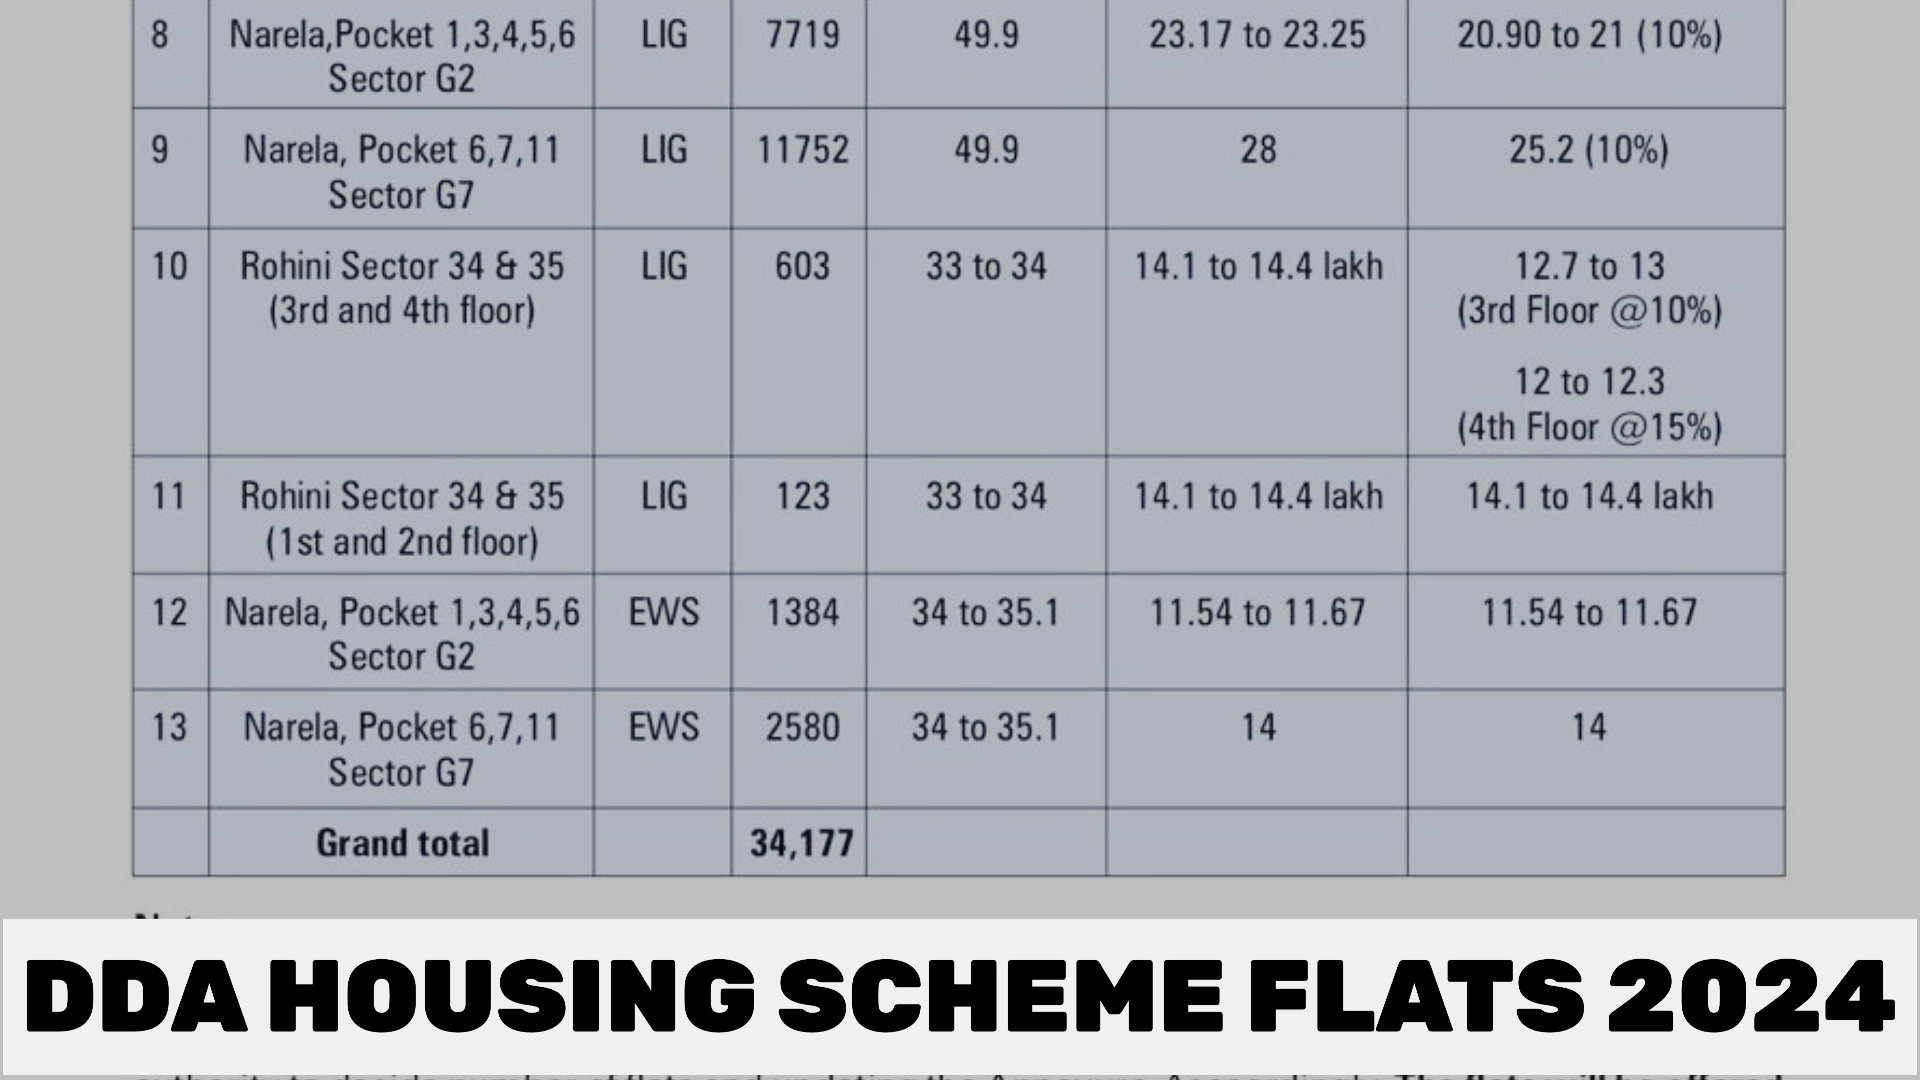 8 Narela,Pocket 1,3,4,5,6 LIG 7719 49.9 23.17 to 23.25 20.90 to 21 (10%)
Sector G2
9 Narela, Pocket 6,7,11 LIG 11752 49.9 28 25.2 (10%)
Sector G7
10 Rohini Sector 34 & 35 LIG 603 33 to 34 14.1 to 14.4 lakh 12.7 to 13
(3rd and 4th floor) (3rd Floor @10%)
12 to 12.3
(4th Floor @15%)
11 Rohini Sector 34 & 35 LIG 123 33 to 34 14.1 to 14.4 lakh 14.1 to 14.4 lakh
(1st and 2nd floor)
12 Narela, Pocket 1,3,4,5,6 EWS 1384 34 to 35.1 11.54 to 11.67 11.54 to 11.67
Sector G2
13 Narela, Pocket 6,7,11 EWS 2580 34 to 35.1 14 14
Sector G7
Grand total 34,177
DDA HOUSING SCHEME FLATS 2024